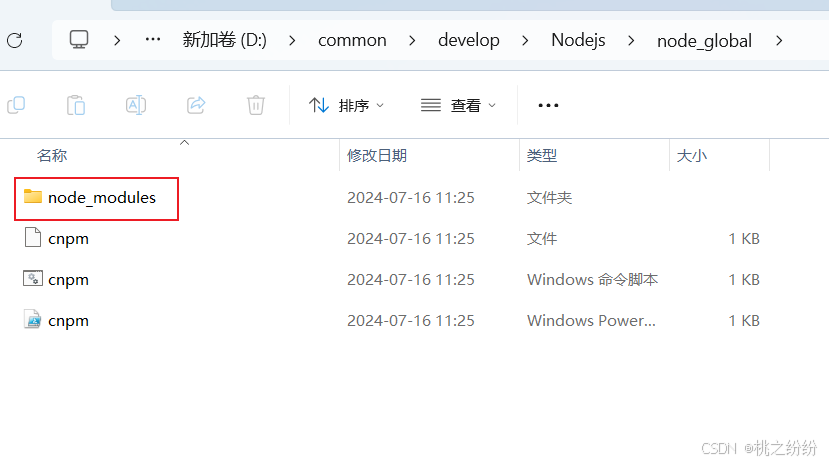 新加卷 (D:) common develop Nodejs node_global
排序 查看
名称 修改日期 类型 大小
node_modules 2024-07-16 11:25 文件夹
cnpm 2024-07-16 11:25 文件 1 KB
cnpm 2024-07-16 11:25 Windows 命令脚本 1 KB
cnpm 2024-07-16 11:25 Windows Power... 1 KB
CSDN @桃之纷纷